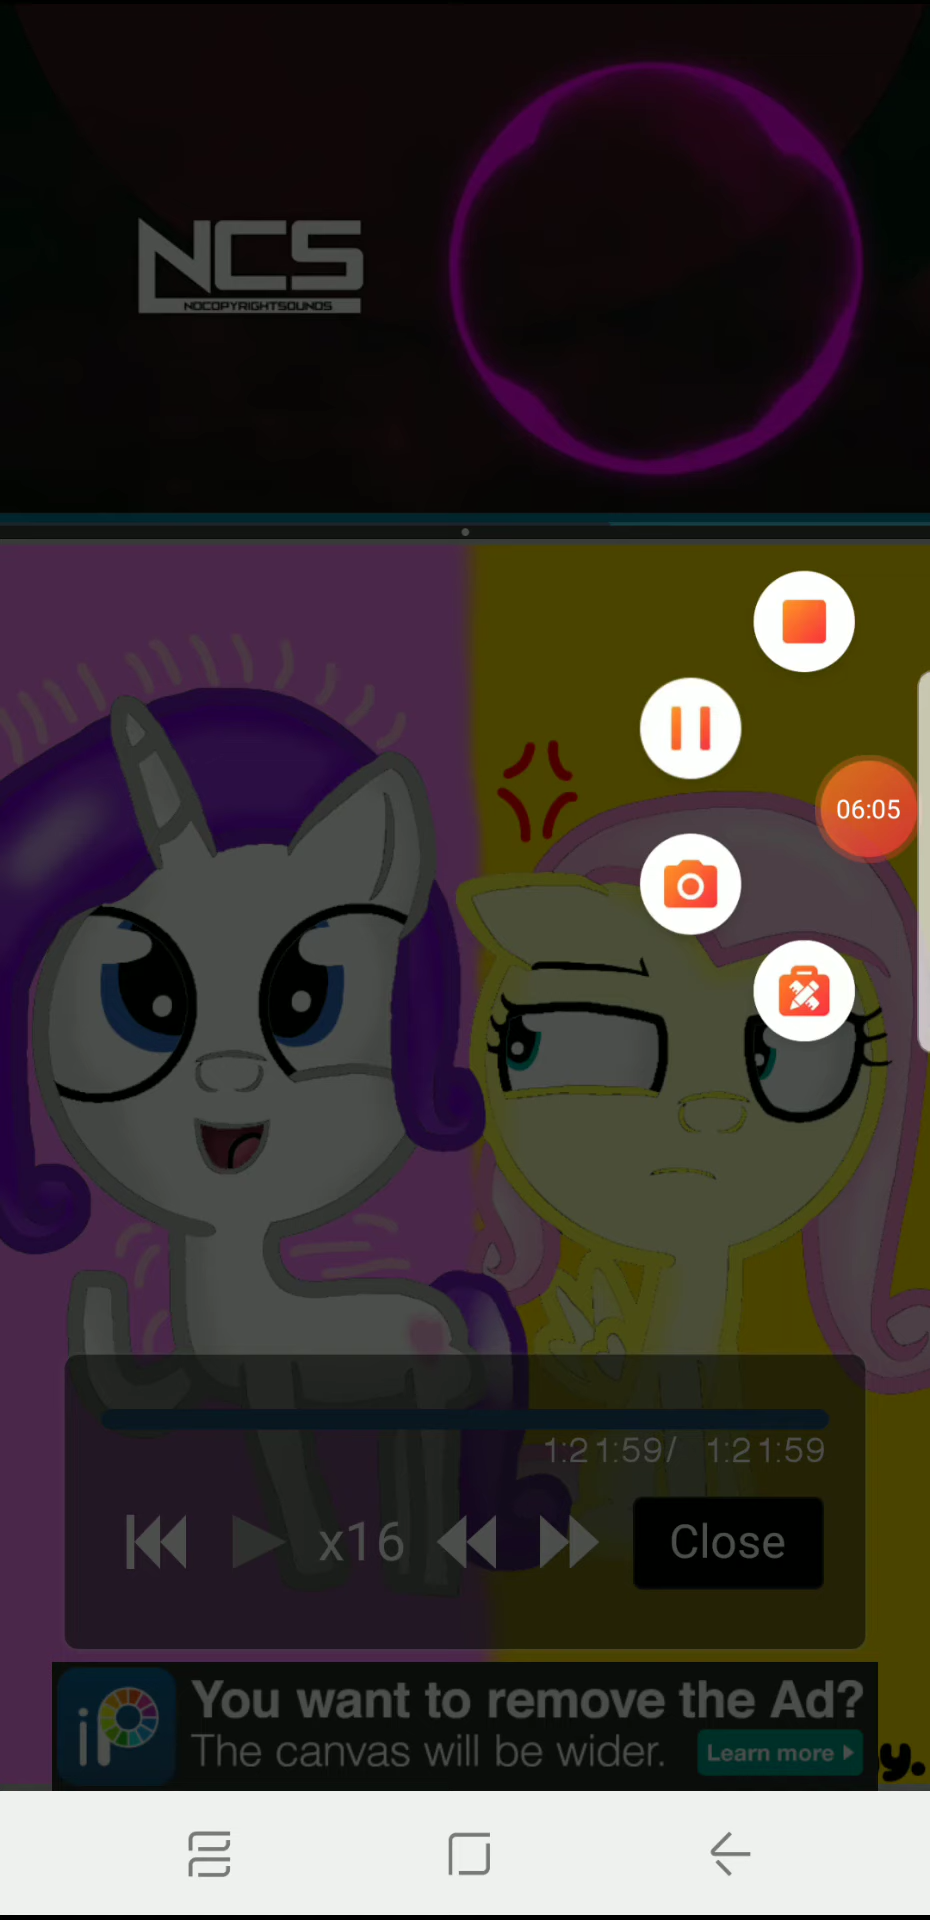 NCS
NOCOPYRIGHTSOUNDS
06:05
1:21:59/ 1:21:59
x16
Close
iP
You want to remove the Ad?
The canvas will be wider.
Learn more
y.